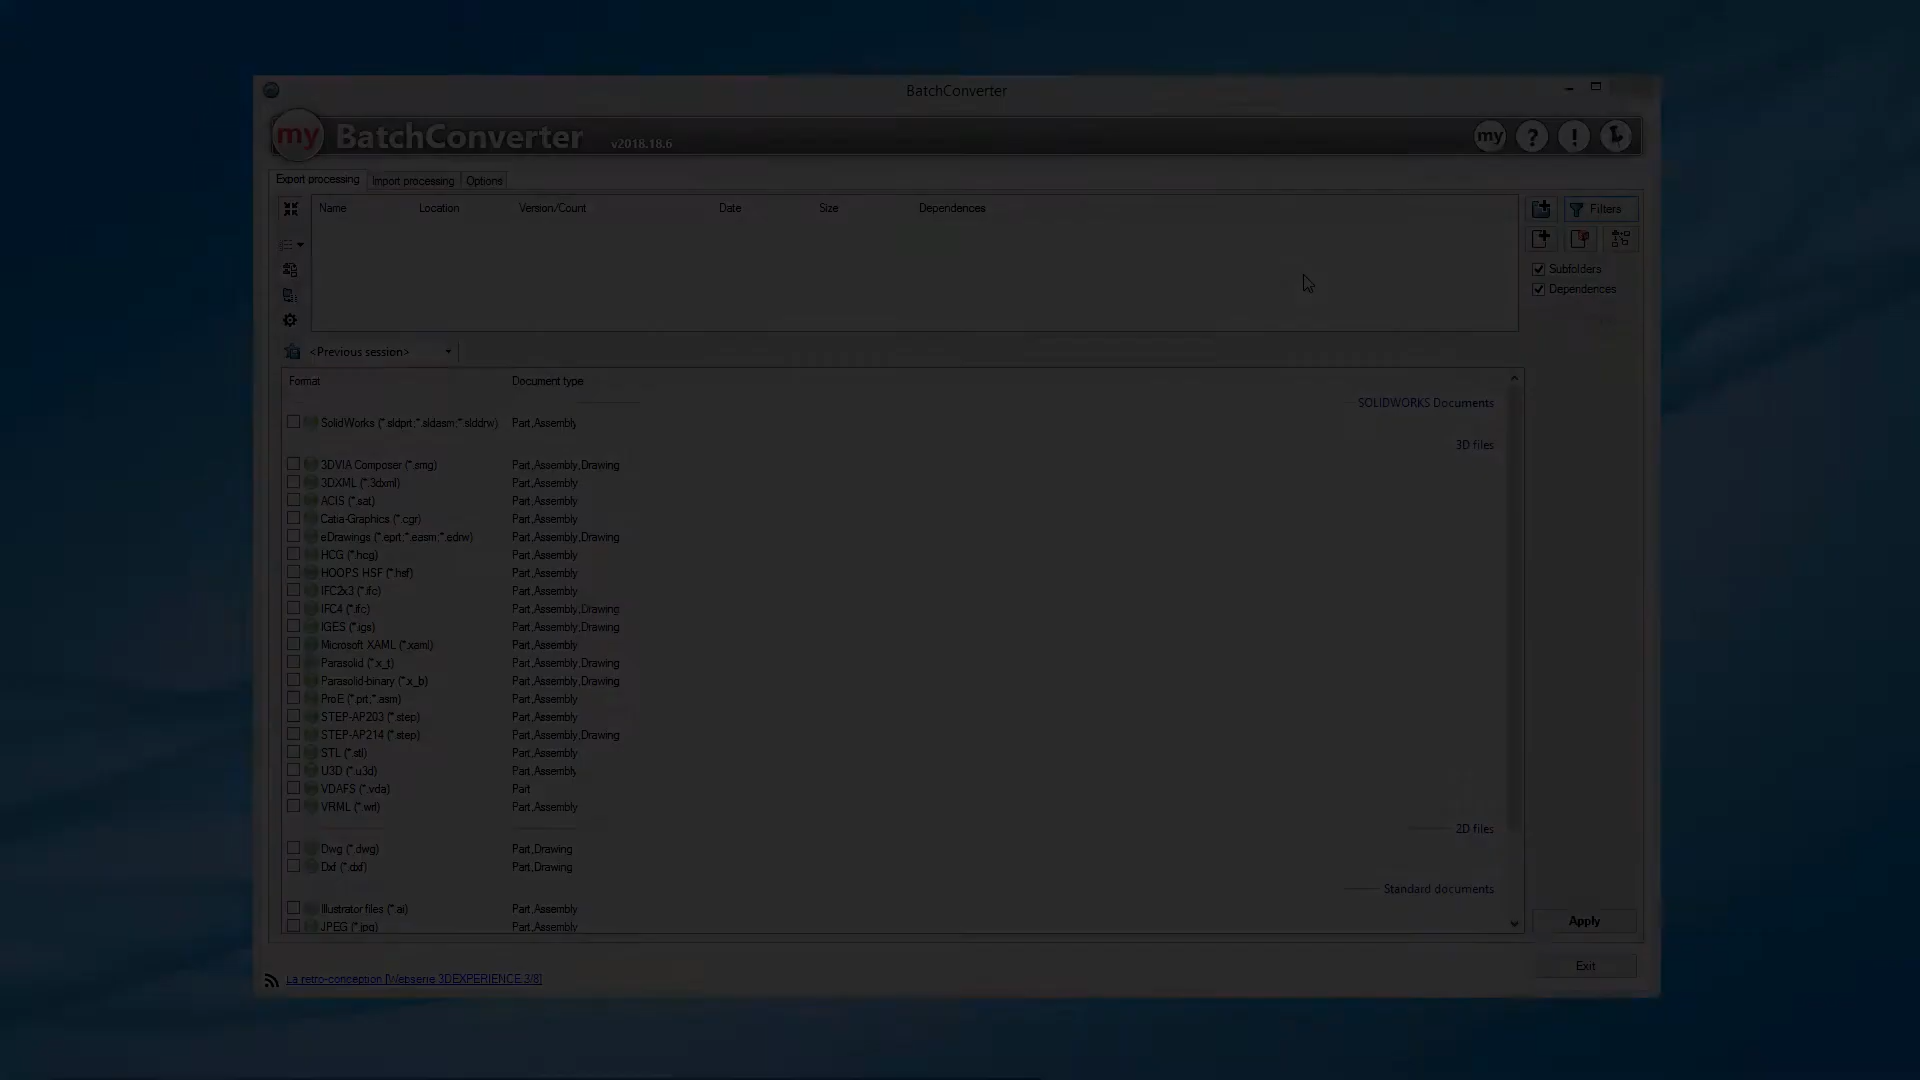 BatchConverter
my BatchConverter v2018.18.6 my ? !
Export processing Import processing Options
Name Location Version/Count Date Size Dependences
Filters
Subfolders
Dependences
<Previous session>
Format Document type
SOLIDWORKS Documents
SolidWorks (*.sldprt;*.sldasm;*.slddrw) Part,Assembly
3D files
3DVIA Composer (*.smg) Part,Assembly,Drawing
3DXML (*.3dxml) Part,Assembly
ACIS (*.sat) Part,Assembly
Catia-Graphics (*.cgr) Part,Assembly
eDrawings (*.eprt;*.easm;*.edrw) Part,Assembly,Drawing
HCG (*.hcg) Part,Assembly
HOOPS HSF (*.hsf) Part,Assembly
IFC2x3 (*.ifc) Part,Assembly
IFC4 (*.ifc) Part,Assembly,Drawing
IGES (*.igs) Part,Assembly,Drawing
Microsoft XAML (*.xaml) Part,Assembly
Parasolid (*.x_t) Part,Assembly,Drawing
Parasolid-binary (*.x_b) Part,Assembly,Drawing
ProE (*.prt;*.asm) Part,Assembly
STEP-AP203 (*.step) Part,Assembly
STEP-AP214 (*.step) Part,Assembly,Drawing
STL (*.stl) Part,Assembly
U3D (*.u3d) Part,Assembly
VDAFS (*.vda) Part
VRML (*.wrl) Part,Assembly
2D files
Dwg (*.dwg) Part,Drawing
Dxf (*.dxf) Part,Drawing
Standard documents
Illustrator files (*.ai) Part,Assembly
JPEG (*.jpg) Part,Assembly
Apply
Exit
La retro-conception [Webserie 3DEXPERIENCE 3/8]